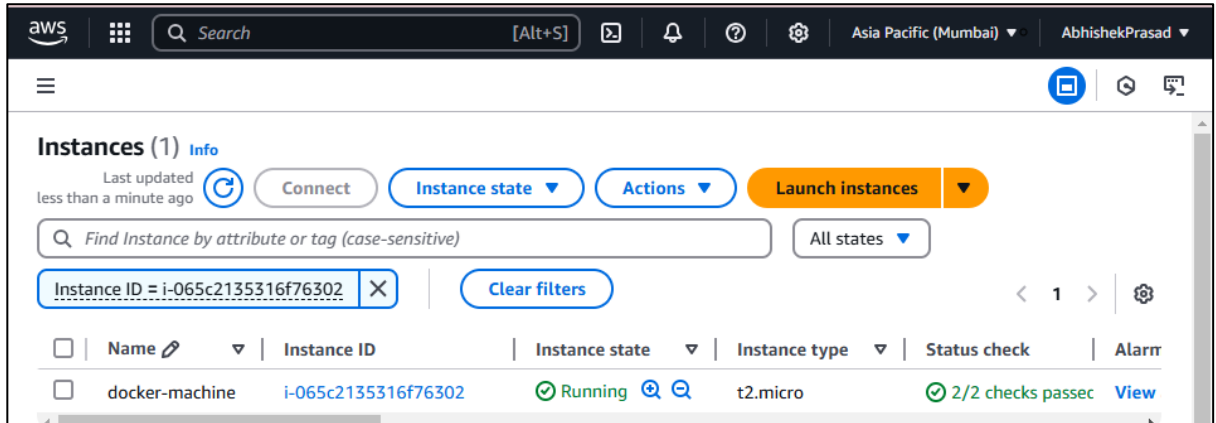 aws Search [Alt+S] Asia Pacific (Mumbai) AbhishekPrasad
Instances (1) Info
Last updated
less than a minute ago
Connect Instance state Actions Launch instances
Find Instance by attribute or tag (case-sensitive) All states
Instance ID = i-065c2135316f76302 Clear filters 1
Name Instance ID Instance state Instance type Status check Alarm
docker-machine i-065c2135316f76302 Running t2.micro 2/2 checks passec View